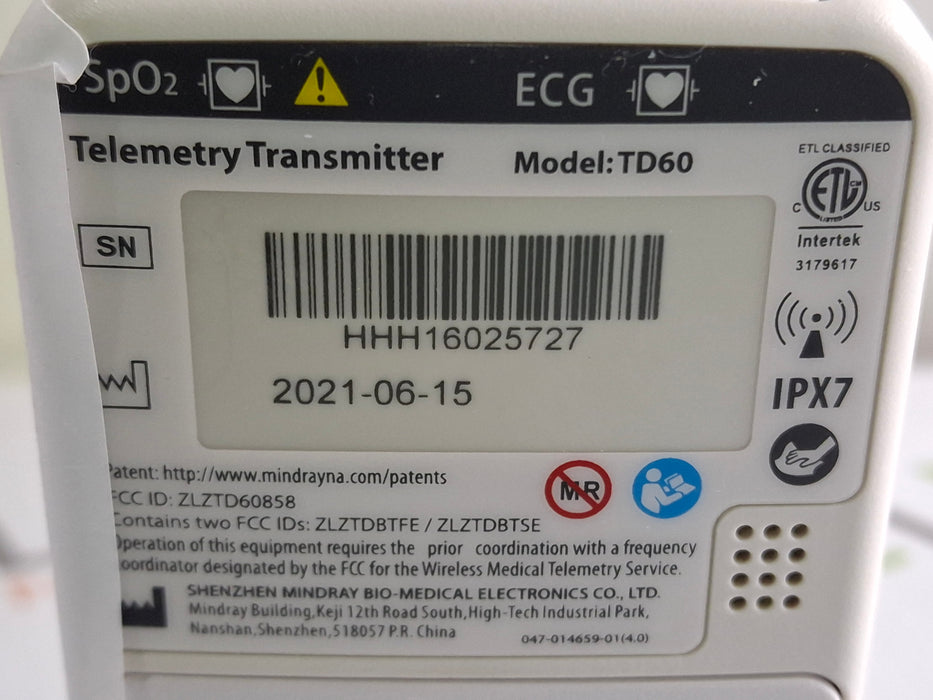 SpO2 ECG
Telemetry Transmitter Model: TD60
ETL CLASSIFIED
ETL
LISTED
C US
Intertek
3179617
SN
HHH16025727
2021-06-15
IPX7
Patent: http://www.mindrayna.com/patents
MR
FCC ID: ZLZTD60858
Contains two FCC IDs: ZLZTDBTFE / ZLZTDBTSE
Operation of this equipment requires the prior coordination with a frequency
coordinator designated by the FCC for the Wireless Medical Telemetry Service.
SHENZHEN MINDRAY BIO-MEDICAL ELECTRONICS CO., LTD.
Mindray Building,Keji 12th Road South,High-Tech Industrial Park,
Nanshan,Shenzhen,518057 P.R. China
047-014659-01(4.0)